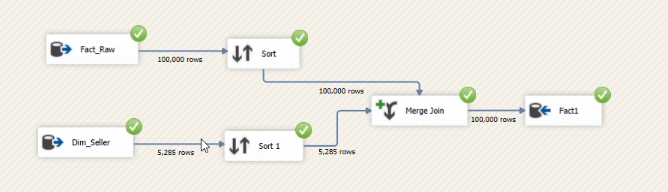 Fact_Raw
100,000 rows
Sort
100,000 rows
Merge Join
100,000 rows
Fact1
Dim_Seller
5,285 rows
Sort 1
5,285 rows